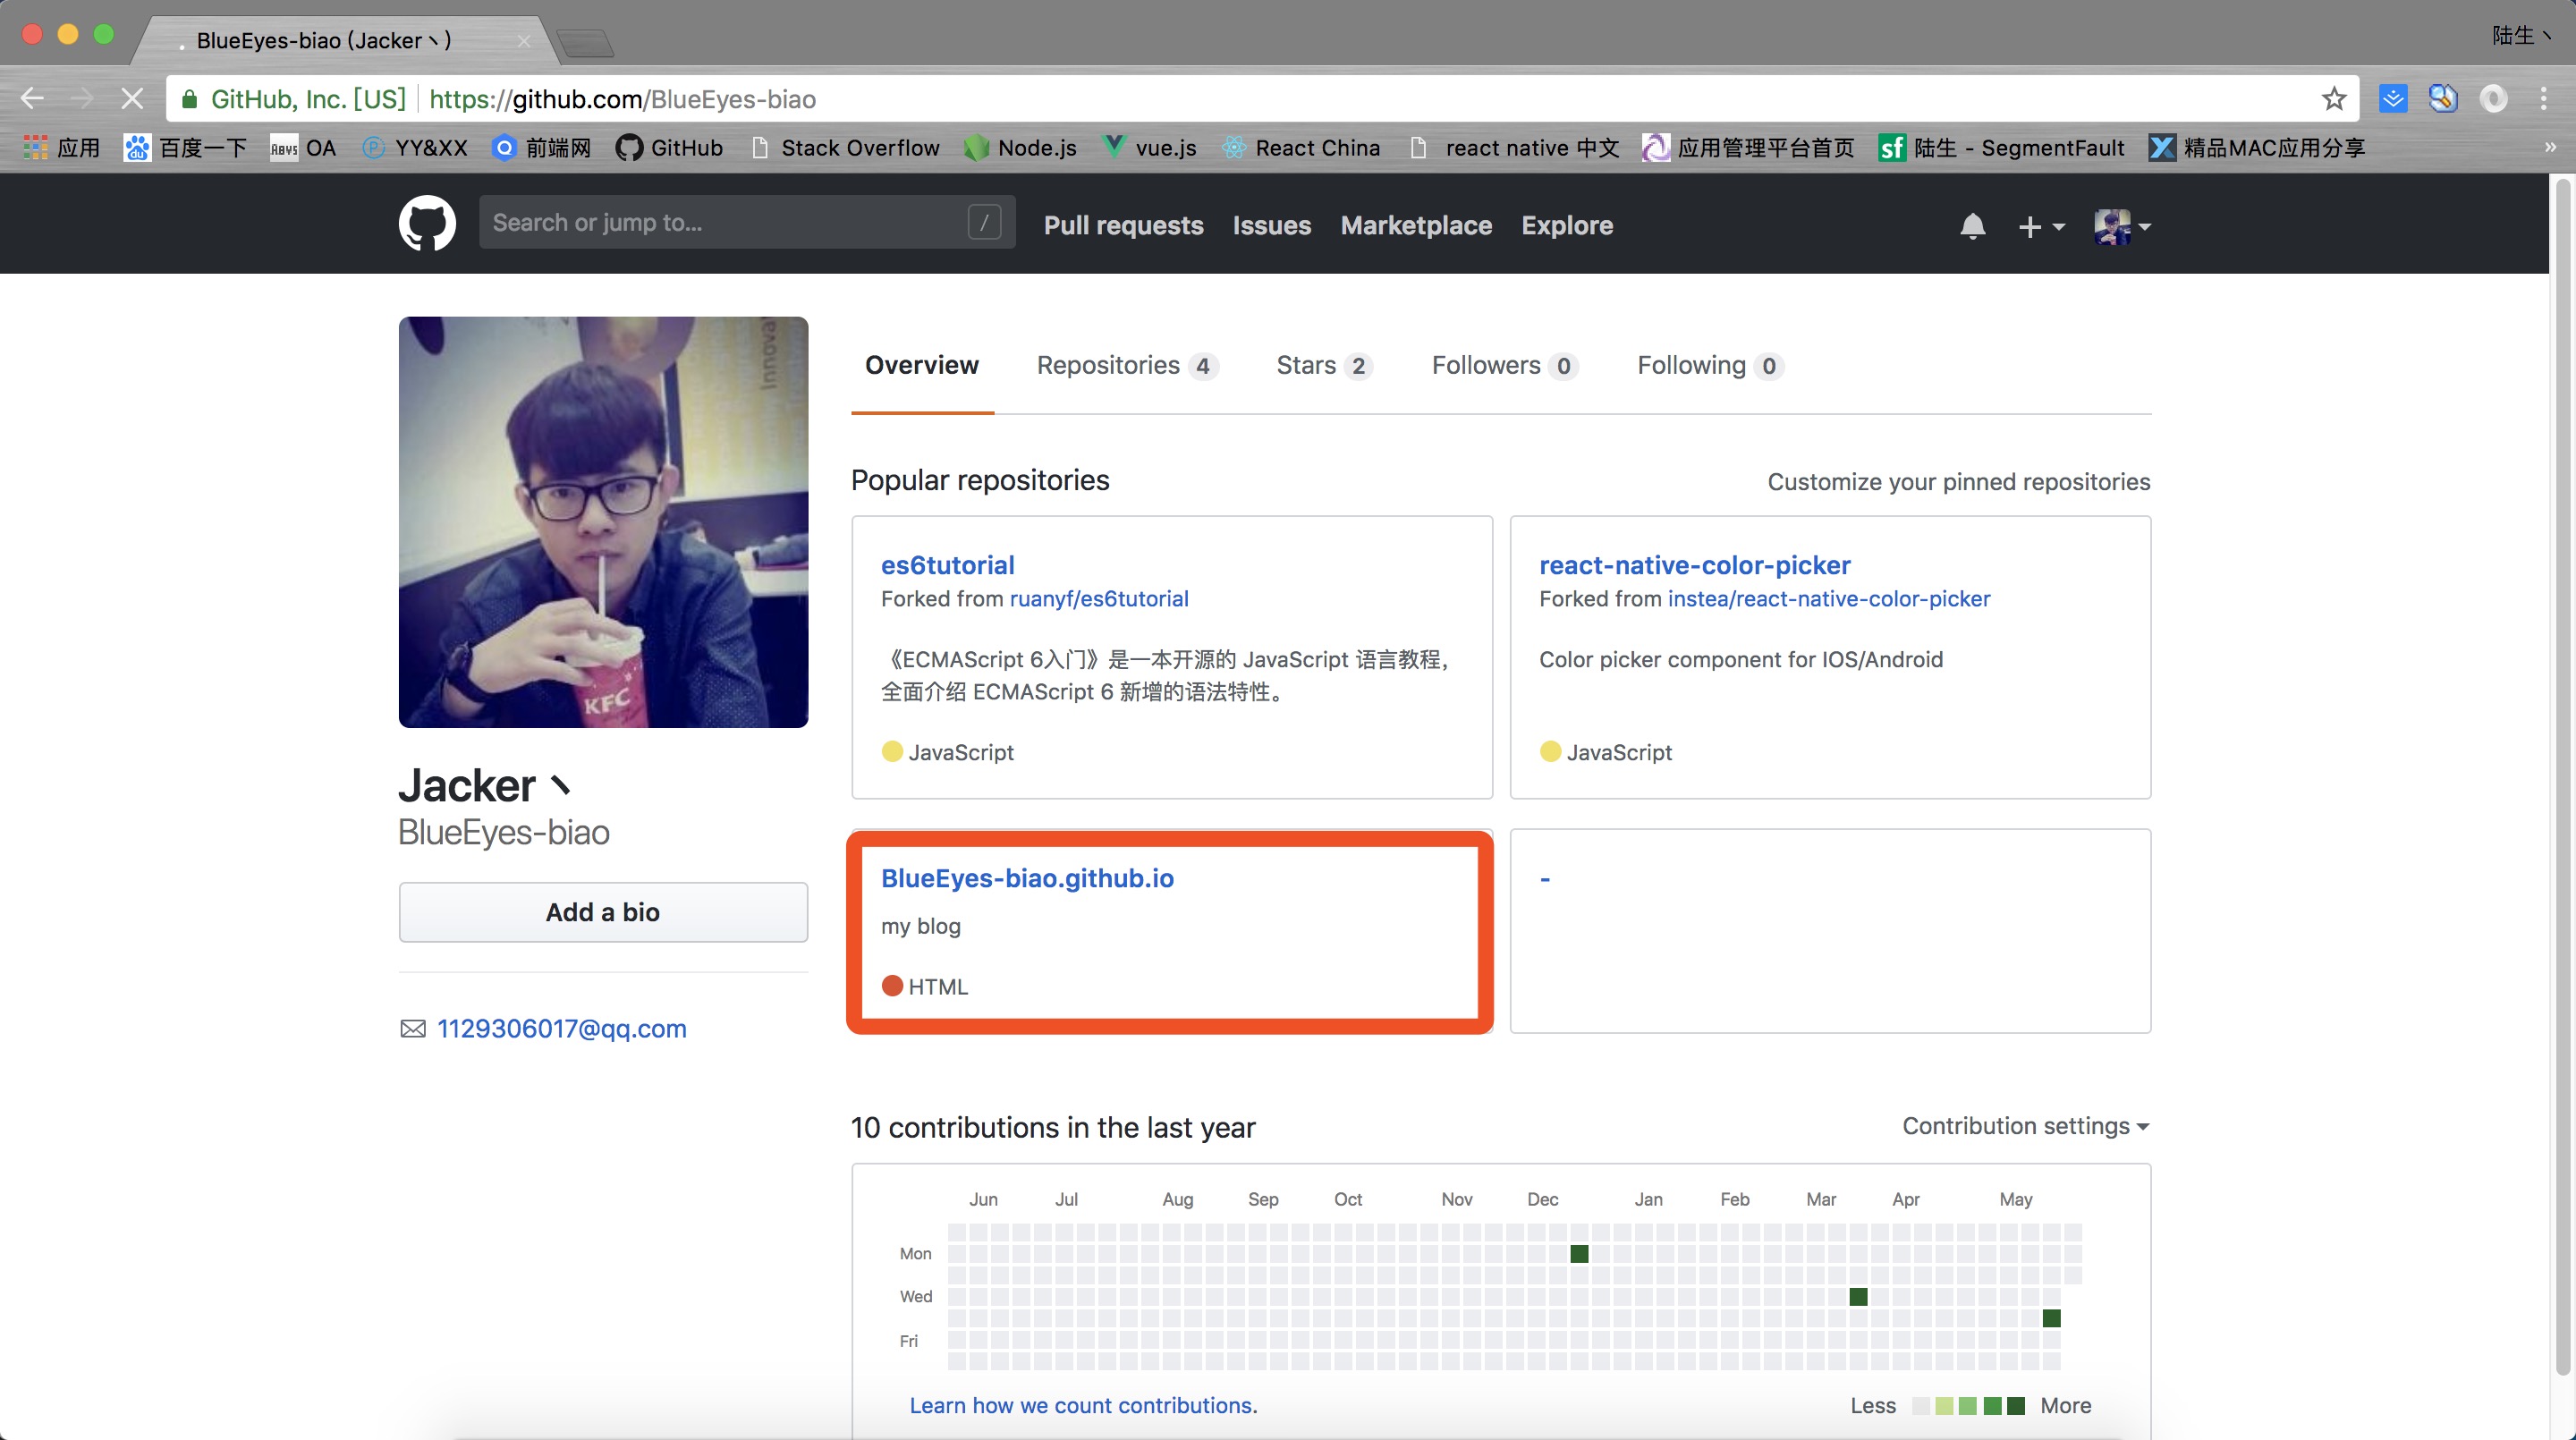 BlueEyes-biao (Jacker丶)
陆生丶
GitHub, Inc. [US] https://github.com/BlueEyes-biao
应用 百度一下 OA YY&XX 前端网 GitHub Stack Overflow Node.js vue.js React China react native 中文 应用管理平台首页 sf 陆生 - SegmentFault 精品MAC应用分享 »
Search or jump to... / Pull requests Issues Marketplace Explore
Overview Repositories 4 Stars 2 Followers 0 Following 0
Innova
KFC
Jacker丶
BlueEyes-biao
Add a bio
1129306017@qq.com
Popular repositories Customize your pinned repositories
es6tutorial
Forked from ruanyf/es6tutorial
《ECMAScript 6入门》是一本开源的 JavaScript 语言教程，
全面介绍 ECMAScript 6 新增的语法特性。
JavaScript
react-native-color-picker
Forked from instea/react-native-color-picker
Color picker component for IOS/Android
JavaScript
BlueEyes-biao.github.io
my blog
HTML
-
10 contributions in the last year Contribution settings
Jun Jul Aug Sep Oct Nov Dec Jan Feb Mar Apr May
Mon
Wed
Fri
Learn how we count contributions. Less More